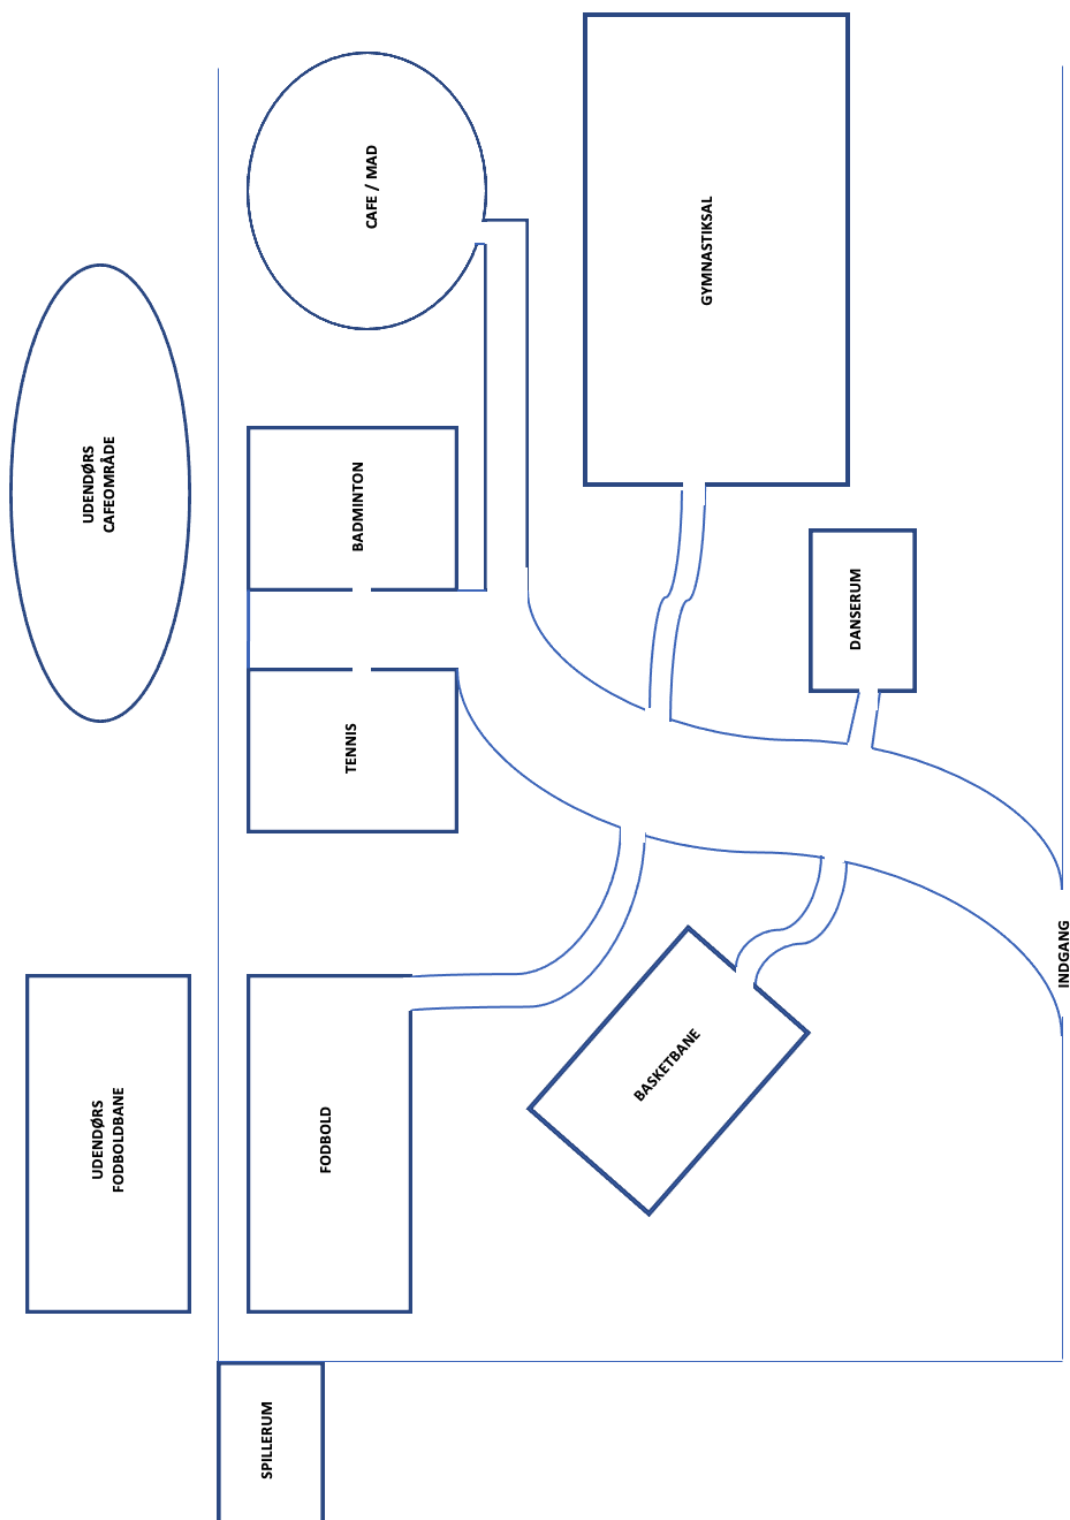 UDENDØRS
CAFEOMRÅDE
CAFE / MAD
GYMNASTIKSAL
BADMINTON
DANSERUM
TENNIS
INDGANG
UDENDØRS
FODBOLDBANE
FODBOLD
BASKETBANE
SPILLERUM